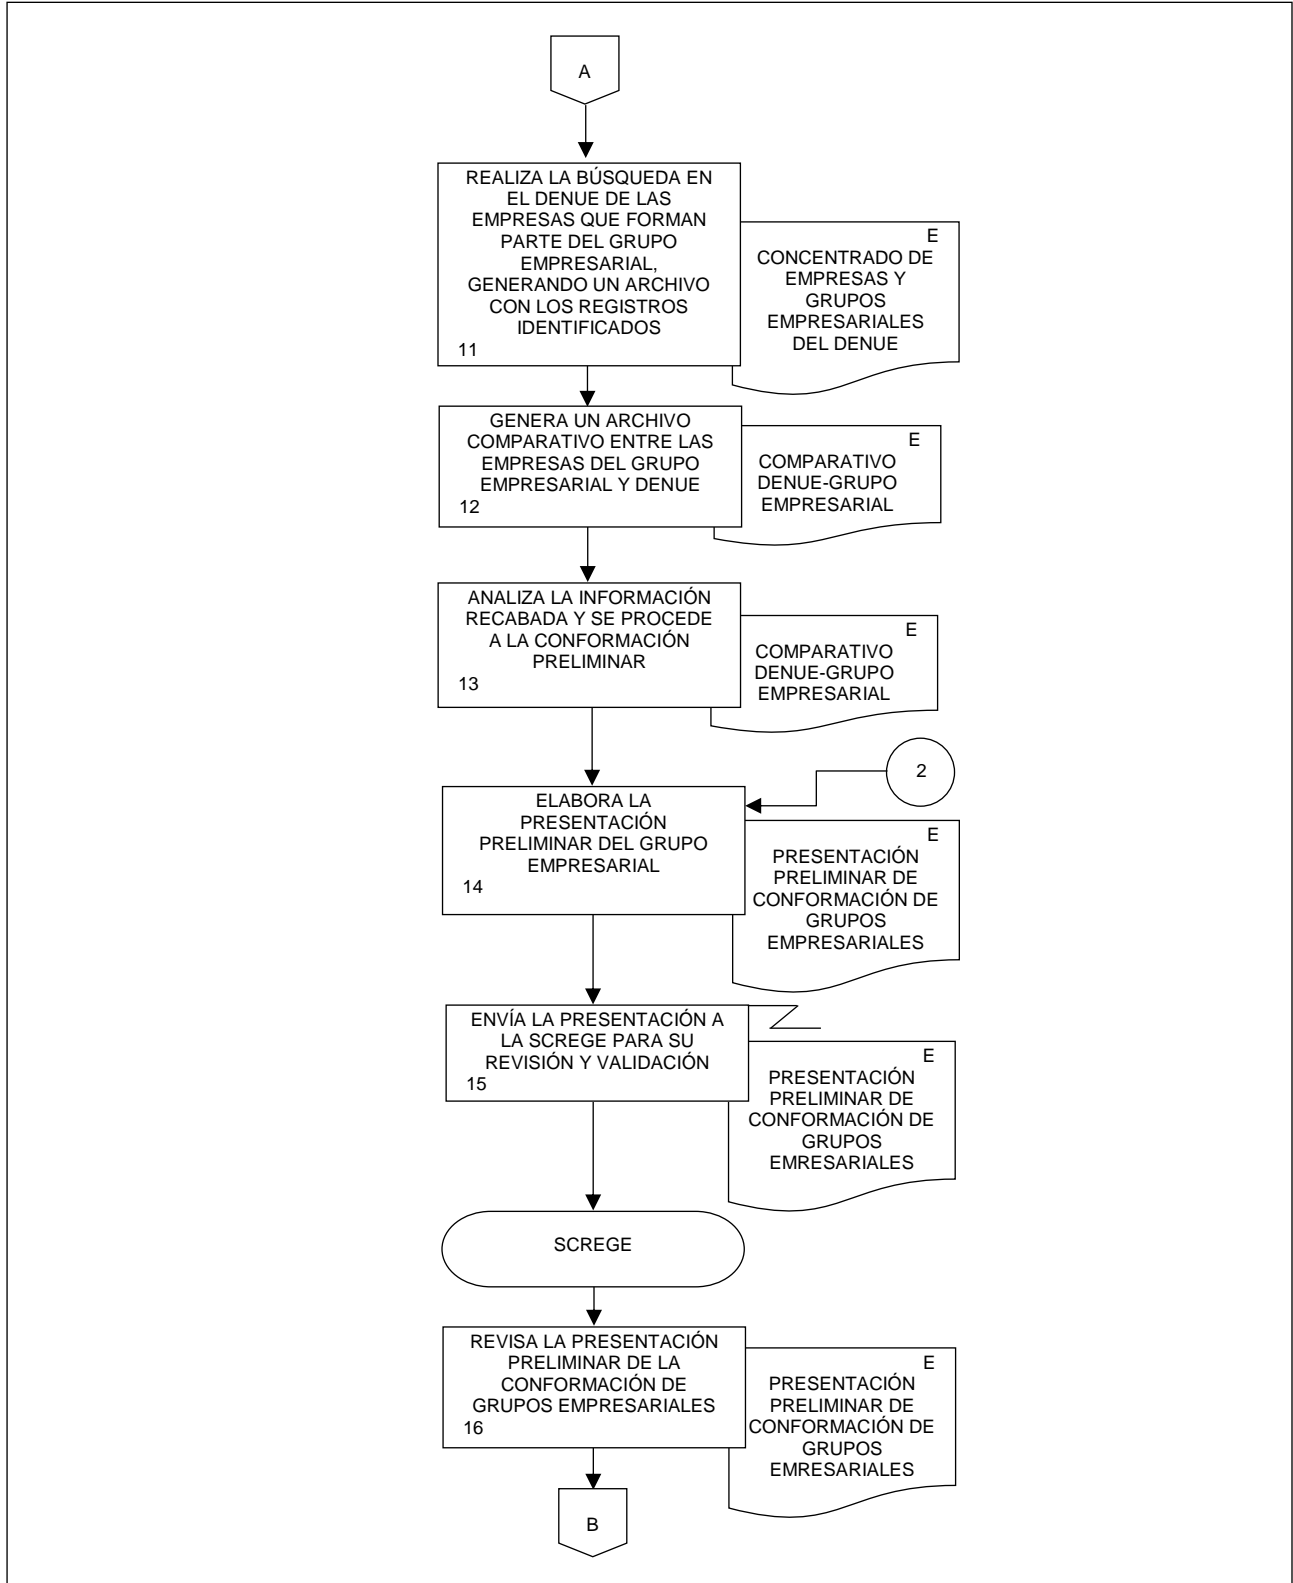 A
REALIZA LA BÚSQUEDA EN
EL DENUE DE LAS
EMPRESAS QUE FORMAN
PARTE DEL GRUPO
EMPRESARIAL,
GENERANDO UN ARCHIVO
CON LOS REGISTROS
IDENTIFICADOS
11
E
CONCENTRADO DE
EMPRESAS Y
GRUPOS
EMPRESARIALES
DEL DENUE
GENERA UN ARCHIVO
COMPARATIVO ENTRE LAS
EMPRESAS DEL GRUPO
EMPRESARIAL Y DENUE
12
E
COMPARATIVO
DENUE-GRUPO
EMPRESARIAL
ANALIZA LA INFORMACIÓN
RECABADA Y SE PROCEDE
A LA CONFORMACIÓN
PRELIMINAR
13
E
COMPARATIVO
DENUE-GRUPO
EMPRESARIAL
2
ELABORA LA
PRESENTACIÓN
PRELIMINAR DEL GRUPO
EMPRESARIAL
14
E
PRESENTACIÓN
PRELIMINAR DE
CONFORMACIÓN DE
GRUPOS
EMPRESARIALES
ENVÍA LA PRESENTACIÓN A
LA SCREGE PARA SU
REVISIÓN Y VALIDACIÓN
15
E
PRESENTACIÓN
PRELIMINAR DE
CONFORMACIÓN DE
GRUPOS
EMRESARIALES
SCREGE
REVISA LA PRESENTACIÓN
PRELIMINAR DE LA
CONFORMACIÓN DE
GRUPOS EMPRESARIALES
16
E
PRESENTACIÓN
PRELIMINAR DE
CONFORMACIÓN DE
GRUPOS
EMRESARIALES
B